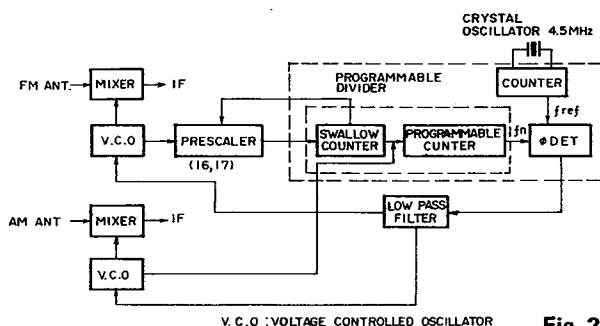 CRYSTAL
OSCILLATOR 4.5MHz
FM ANT.
MIXER
IF
PROGRAMMABLE
DIVIDER
COUNTER
fref
V.C.O
PRESCALER
(16,17)
SWALLOW
COUNTER
PROGRAMMABLE
CUNTER
fn
φ DET
AM ANT
MIXER
IF
LOW PASS
FILTER
V.C.O
V.C.O : VOLTAGE CONTROLLED OSCILLATOR
Fig. 2